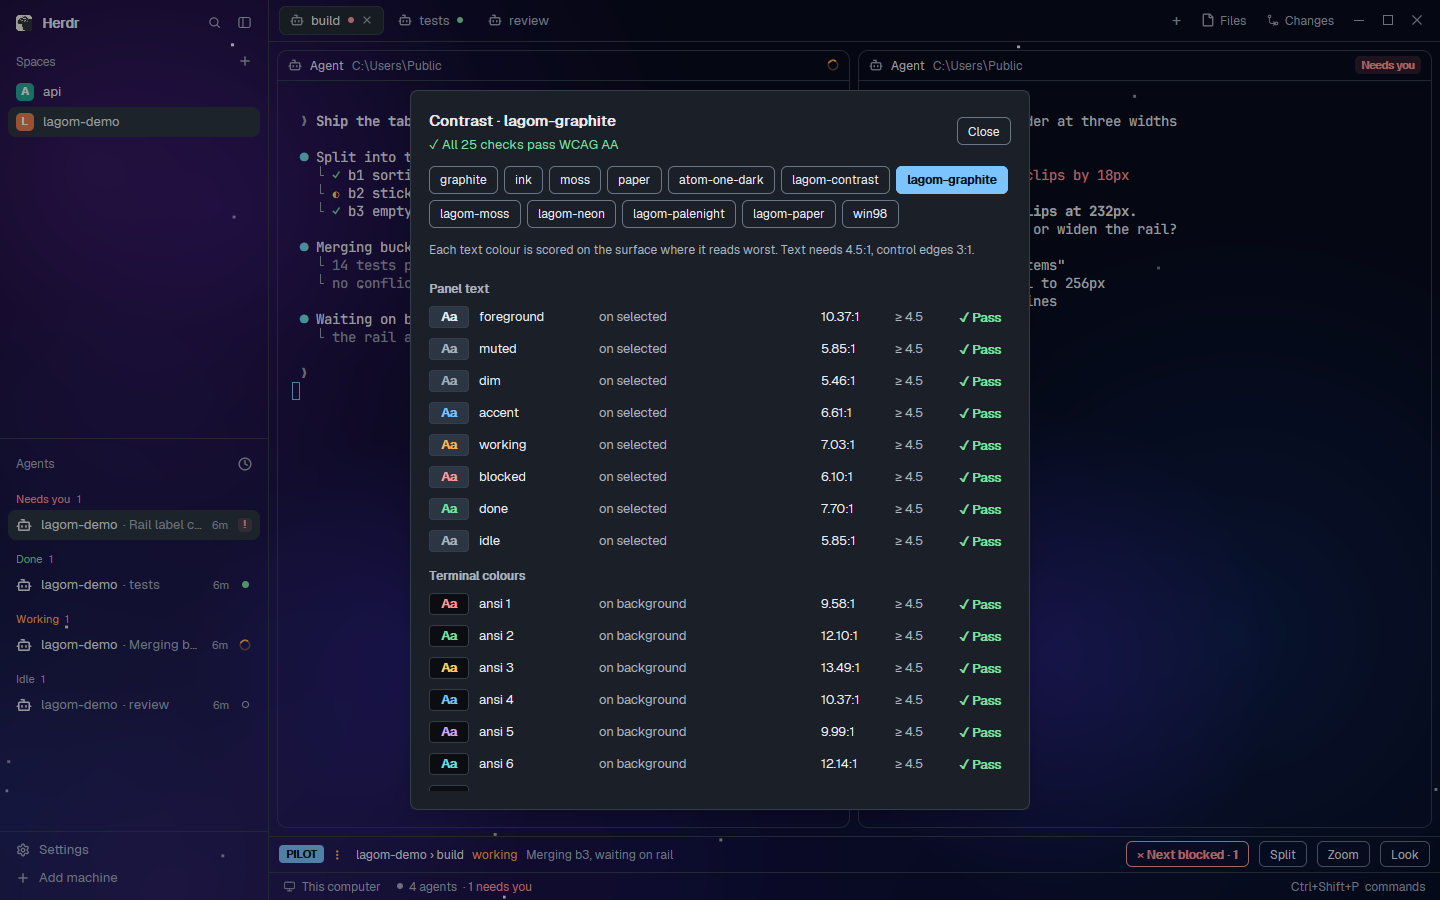 Herdr
Spaces
A api
L lagom-demo
Agents
Needs you 1
lagom-demo · Rail label c... 6m !
Done 1
lagom-demo · tests 6m
Working 1
lagom-demo · Merging b... 6m
Idle 1
lagom-demo · review 6m
Settings
Add machine
build
tests
review
Files
Changes
Agent C:\Users\Public
Ship the tab
Split into t
b1 sorti
b2 stick
b3 empty
Merging buck
14 tests p
no conflic
Waiting on b
the rail a
Agent C:\Users\Public
Needs you
der at three widths
clips by 18px
ips at 232px.
or widen the rail?
tems"
to 256px
ines
Contrast · lagom-graphite
✓ All 25 checks pass WCAG AA
Close
graphite ink moss paper atom-one-dark lagom-contrast lagom-graphite
lagom-moss lagom-neon lagom-palenight lagom-paper win98
Each text colour is scored on the surface where it reads worst. Text needs 4.5:1, control edges 3:1.
Panel text
Aa foreground on selected 10.37:1 ≥ 4.5 ✓ Pass
Aa muted on selected 5.85:1 ≥ 4.5 ✓ Pass
Aa dim on selected 5.46:1 ≥ 4.5 ✓ Pass
Aa accent on selected 6.61:1 ≥ 4.5 ✓ Pass
Aa working on selected 7.03:1 ≥ 4.5 ✓ Pass
Aa blocked on selected 6.10:1 ≥ 4.5 ✓ Pass
Aa done on selected 7.70:1 ≥ 4.5 ✓ Pass
Aa idle on selected 5.85:1 ≥ 4.5 ✓ Pass
Terminal colours
Aa ansi 1 on background 9.58:1 ≥ 4.5 ✓ Pass
Aa ansi 2 on background 12.10:1 ≥ 4.5 ✓ Pass
Aa ansi 3 on background 13.49:1 ≥ 4.5 ✓ Pass
Aa ansi 4 on background 10.37:1 ≥ 4.5 ✓ Pass
Aa ansi 5 on background 9.99:1 ≥ 4.5 ✓ Pass
Aa ansi 6 on background 12.14:1 ≥ 4.5 ✓ Pass
PILOT lagom-demo › build working Merging b3, waiting on rail
× Next blocked · 1 Split Zoom Look
This computer 4 agents · 1 needs you
Ctrl+Shift+P commands